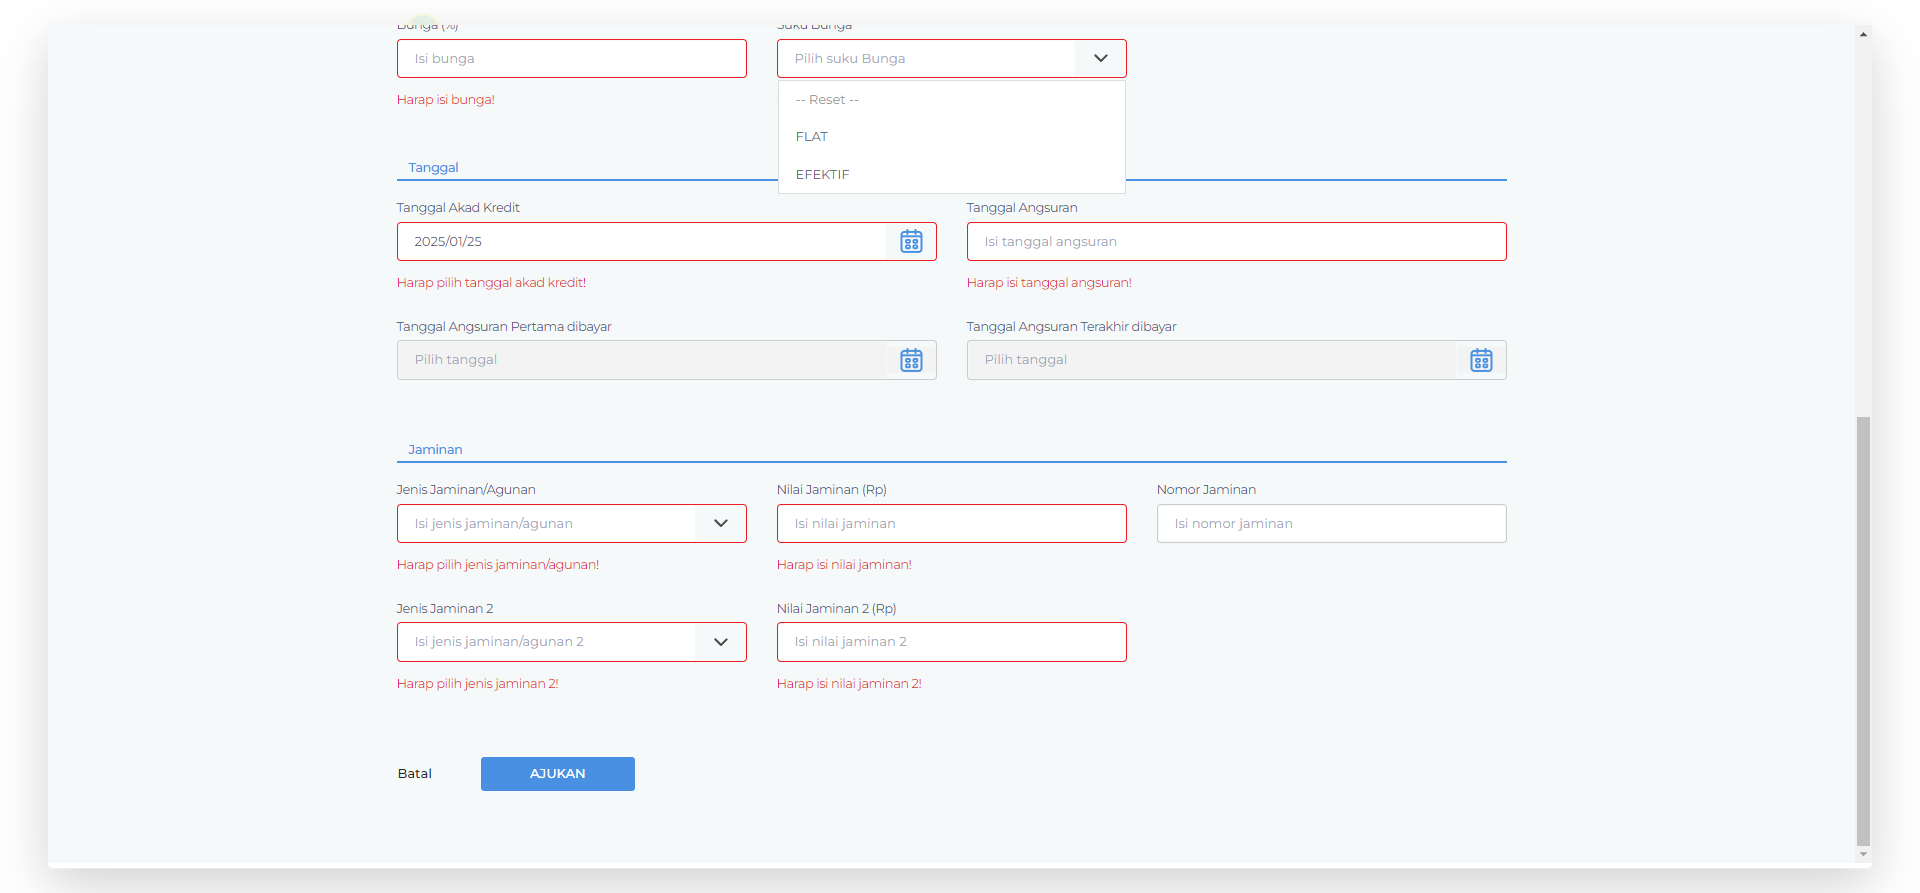 Bunga (%)
Suku Bunga
Isi bunga
Pilih suku Bunga
Harap isi bunga!
-- Reset --
FLAT
EFEKTIF
Tanggal
Tanggal Akad Kredit
Tanggal Angsuran
2025/01/25
Isi tanggal angsuran
Harap pilih tanggal akad kredit!
Harap isi tanggal angsuran!
Tanggal Angsuran Pertama dibayar
Tanggal Angsuran Terakhir dibayar
Pilih tanggal
Pilih tanggal
Jaminan
Jenis Jaminan/Agunan
Nilai Jaminan (Rp)
Nomor Jaminan
Isi jenis jaminan/agunan
Isi nilai jaminan
Isi nomor jaminan
Harap pilih jenis jaminan/agunan!
Harap isi nilai jaminan!
Jenis Jaminan 2
Nilai Jaminan 2 (Rp)
Isi jenis jaminan/agunan 2
Isi nilai jaminan 2
Harap pilih jenis jaminan 2!
Harap isi nilai jaminan 2!
Batal
AJUKAN